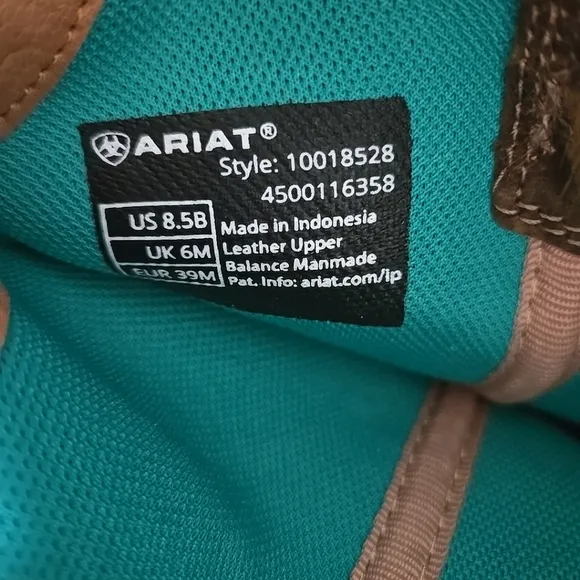 ARIAT®
Style: 10018528
4500116358
US 8.5B
UK 6M
EUR 39M
Made in Indonesia
Leather Upper
Balance Manmade
Pat. Info: ariat.com/ip